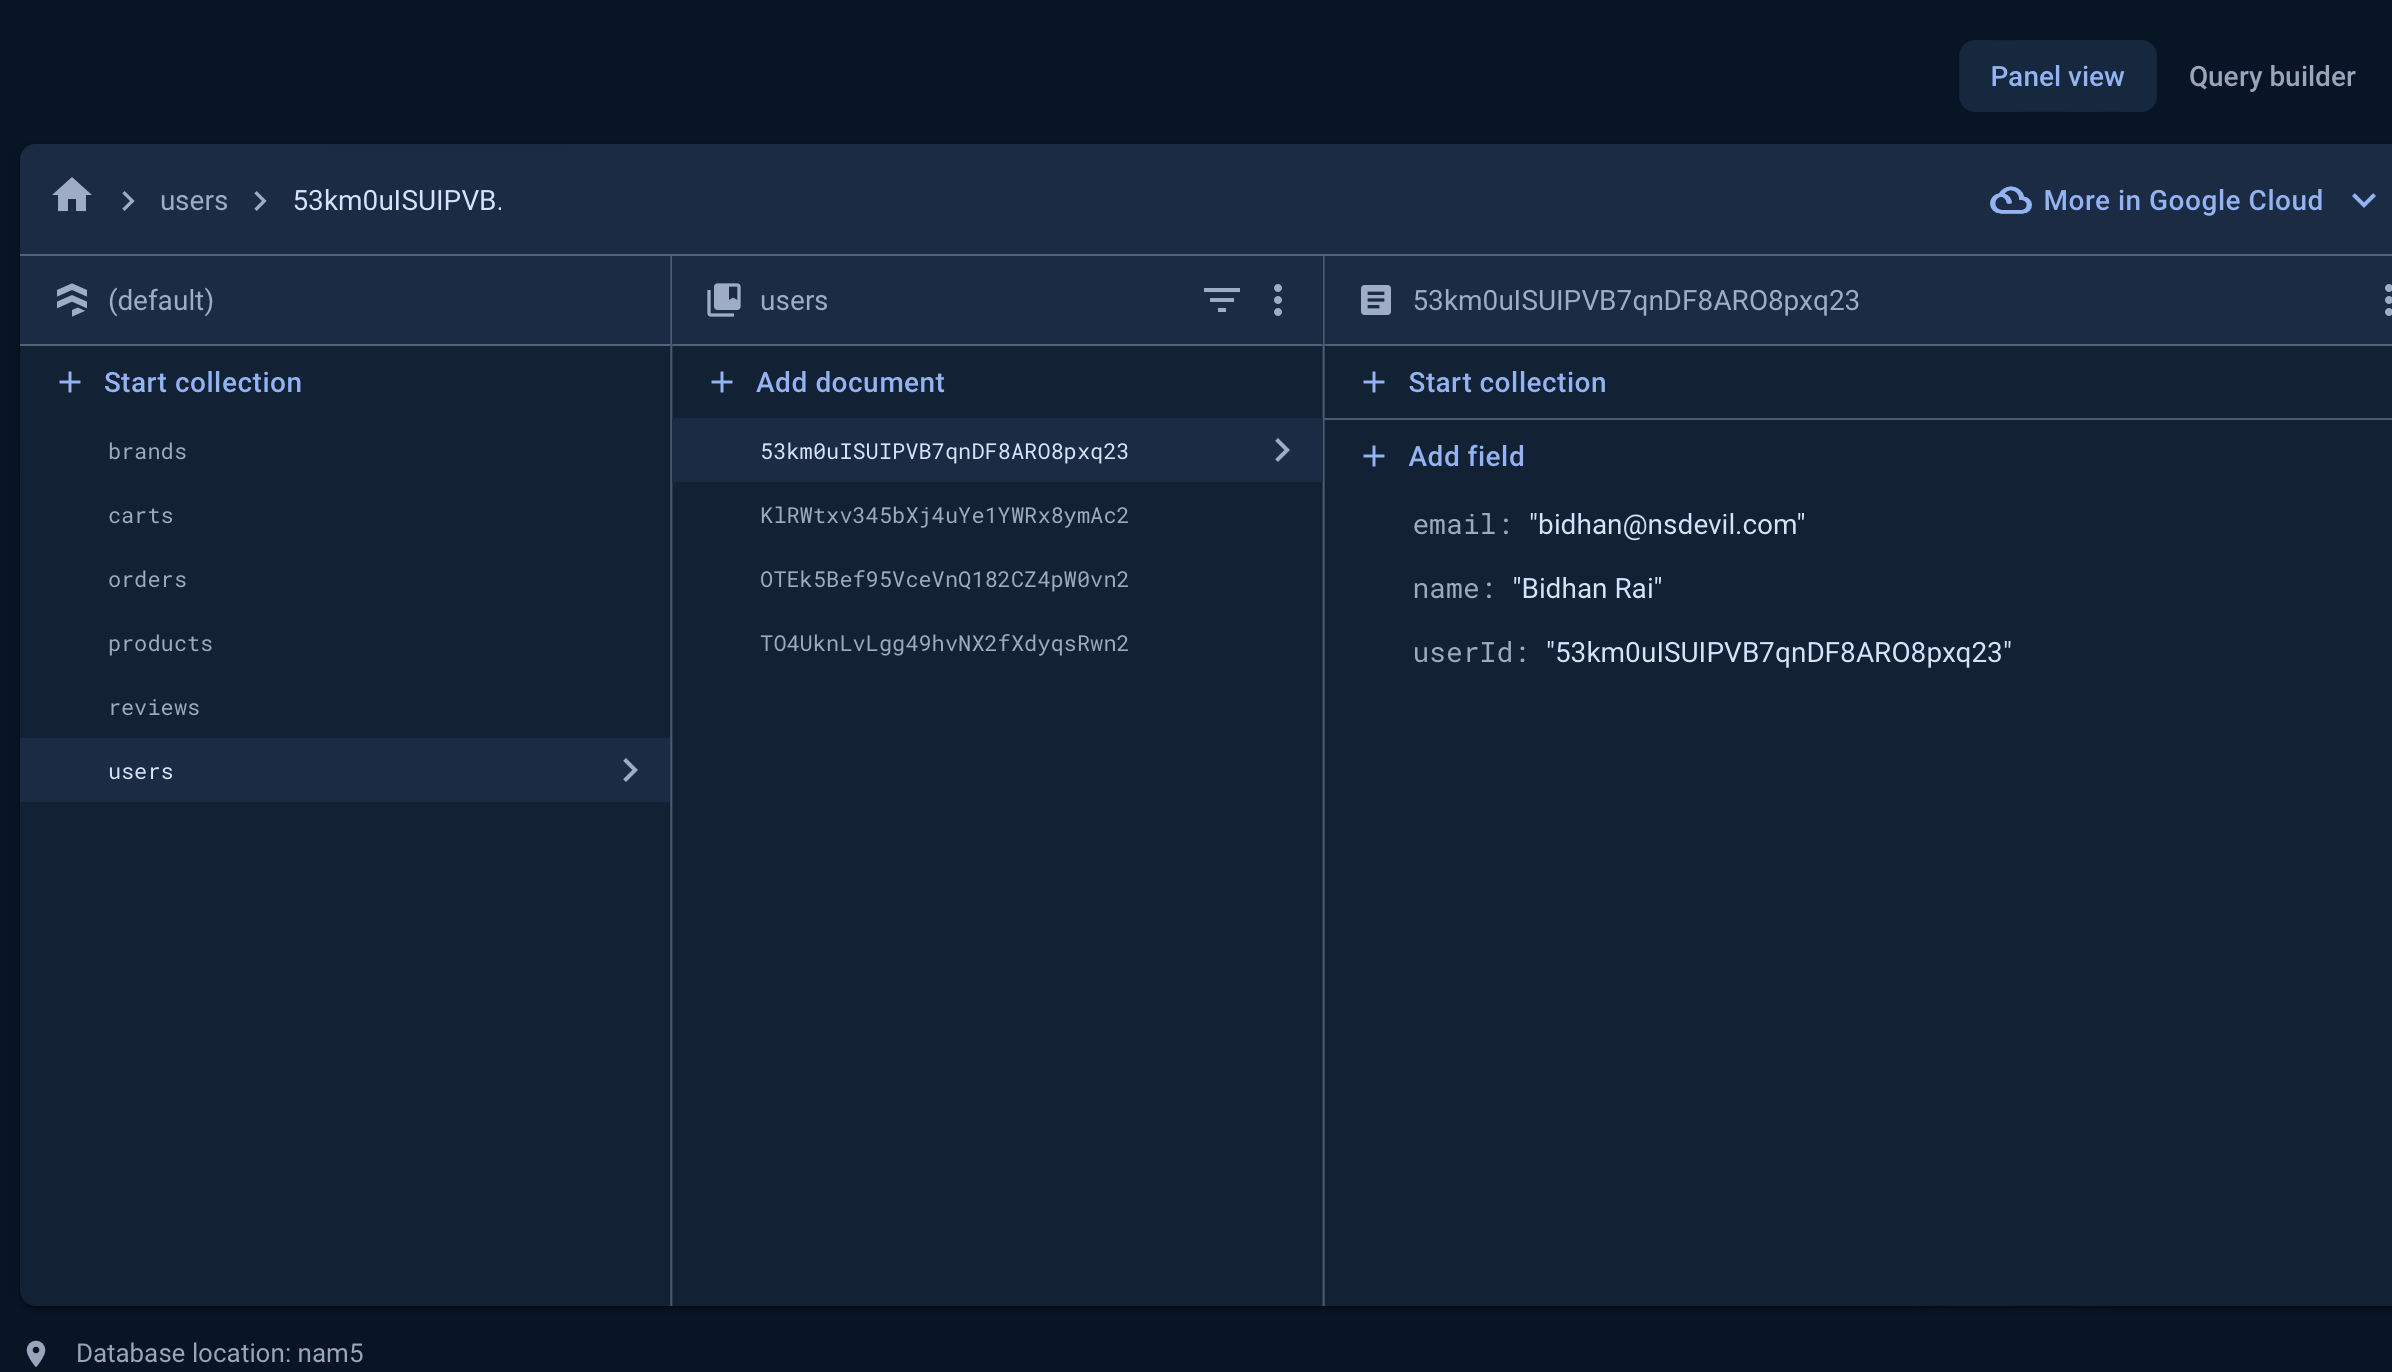 Panel view
Query builder
users
53km0uISUIPVB.
More in Google Cloud
(default)
Start collection
brands
carts
orders
products
reviews
users
users
Add document
53km0uISUIPVB7qnDF8ARO8pxq23
KlRWtxv345bXj4uYe1YWRx8ymAc2
OTEk5Bef95VceVnQ182CZ4pW0vn2
TO4UknLvLgg49hvNX2fXdyqsRwn2
53km0uISUIPVB7qnDF8ARO8pxq23
Start collection
Add field
email: "bidhan@nsdevil.com"
name: "Bidhan Rai"
userId: "53km0uISUIPVB7qnDF8ARO8pxq23"
Database location: nam5